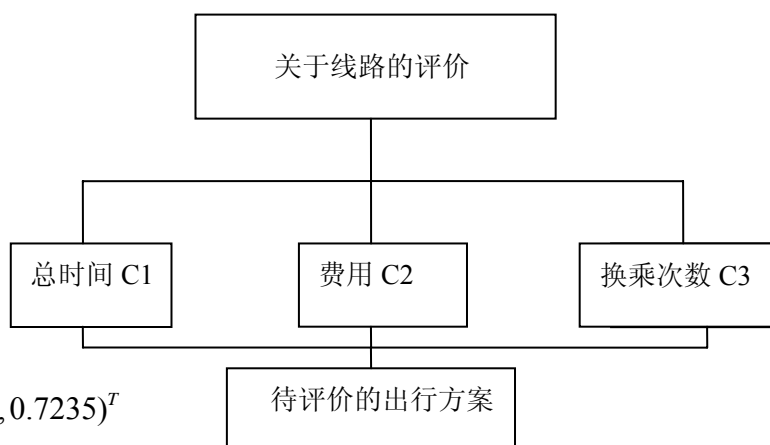 关于线路的评价
总时间 C1
费用 C2
换乘次数 C3
待评价的出行方案
,0.7235)ᵀ